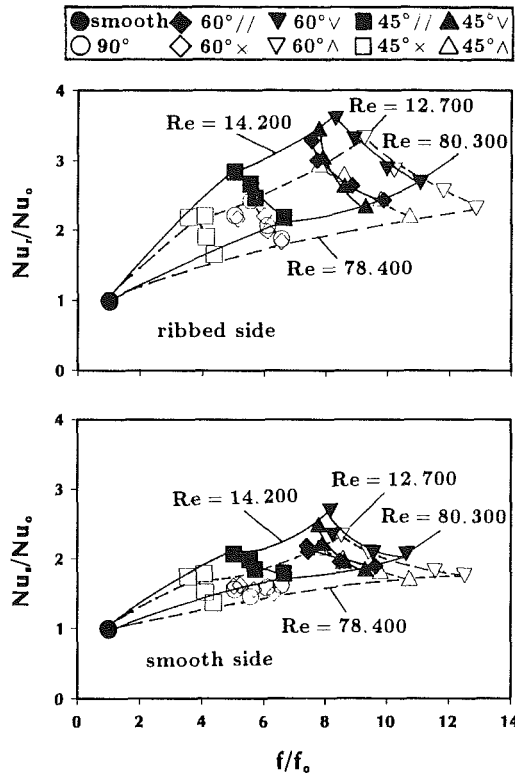 smooth 60°// 60°∨ 45°// 45°∨
90° 60°× 60°∧ 45°× 45°∧
4
Re = 14.200
Re = 12.700
Re = 80.300
3
Nuᵣ/Nuₒ
2
Re = 78.400
1
ribbed side
0
4
3
Re = 14.200
Re = 12.700
Re = 80.300
Nuₛ/Nuₒ
2
1
Re = 78.400
smooth side
0
0 2 4 6 8 10 12 14
f/fₒ